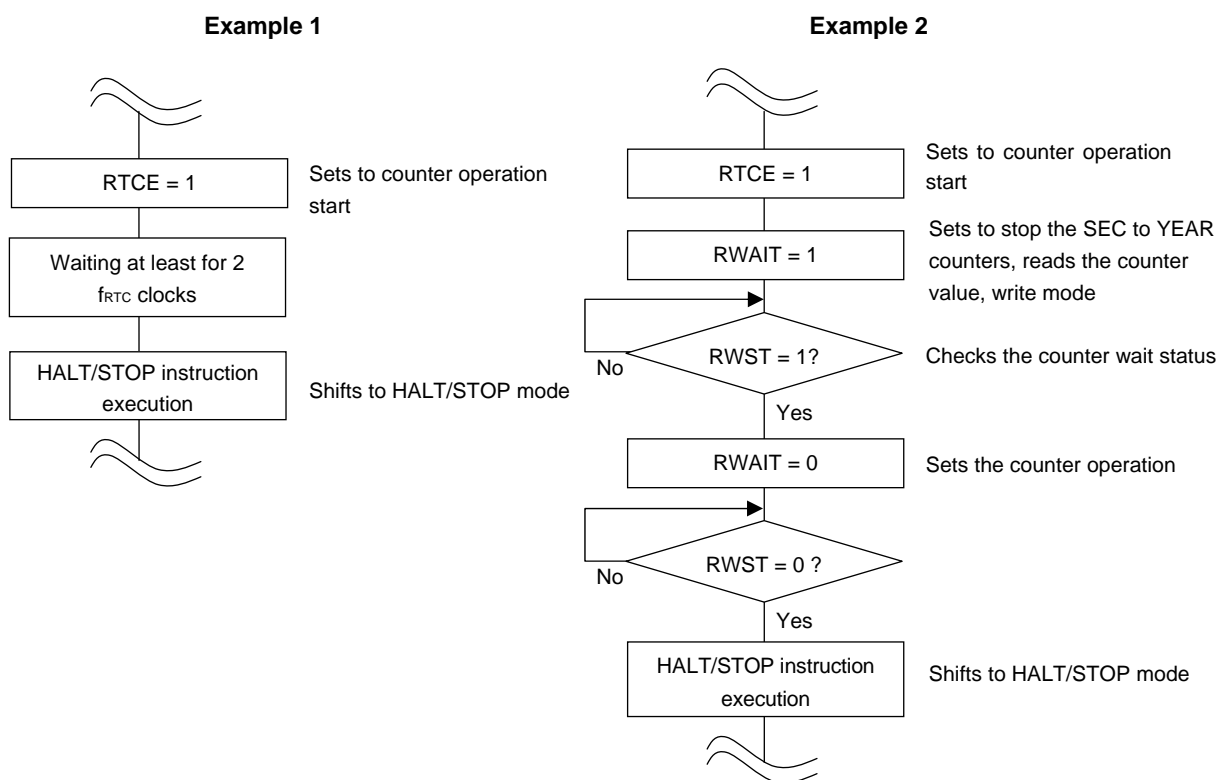 Example 1
RTCE = 1
Sets to counter operation
start
Waiting at least for 2
fRTC clocks
HALT/STOP instruction
execution
Shifts to HALT/STOP mode
Example 2
RTCE = 1
Sets to counter operation
start
RWAIT = 1
Sets to stop the SEC to YEAR
counters, reads the counter
value, write mode
RWST = 1?
No
Checks the counter wait status
Yes
RWAIT = 0
Sets the counter operation
RWST = 0 ?
No
Yes
HALT/STOP instruction
execution
Shifts to HALT/STOP mode